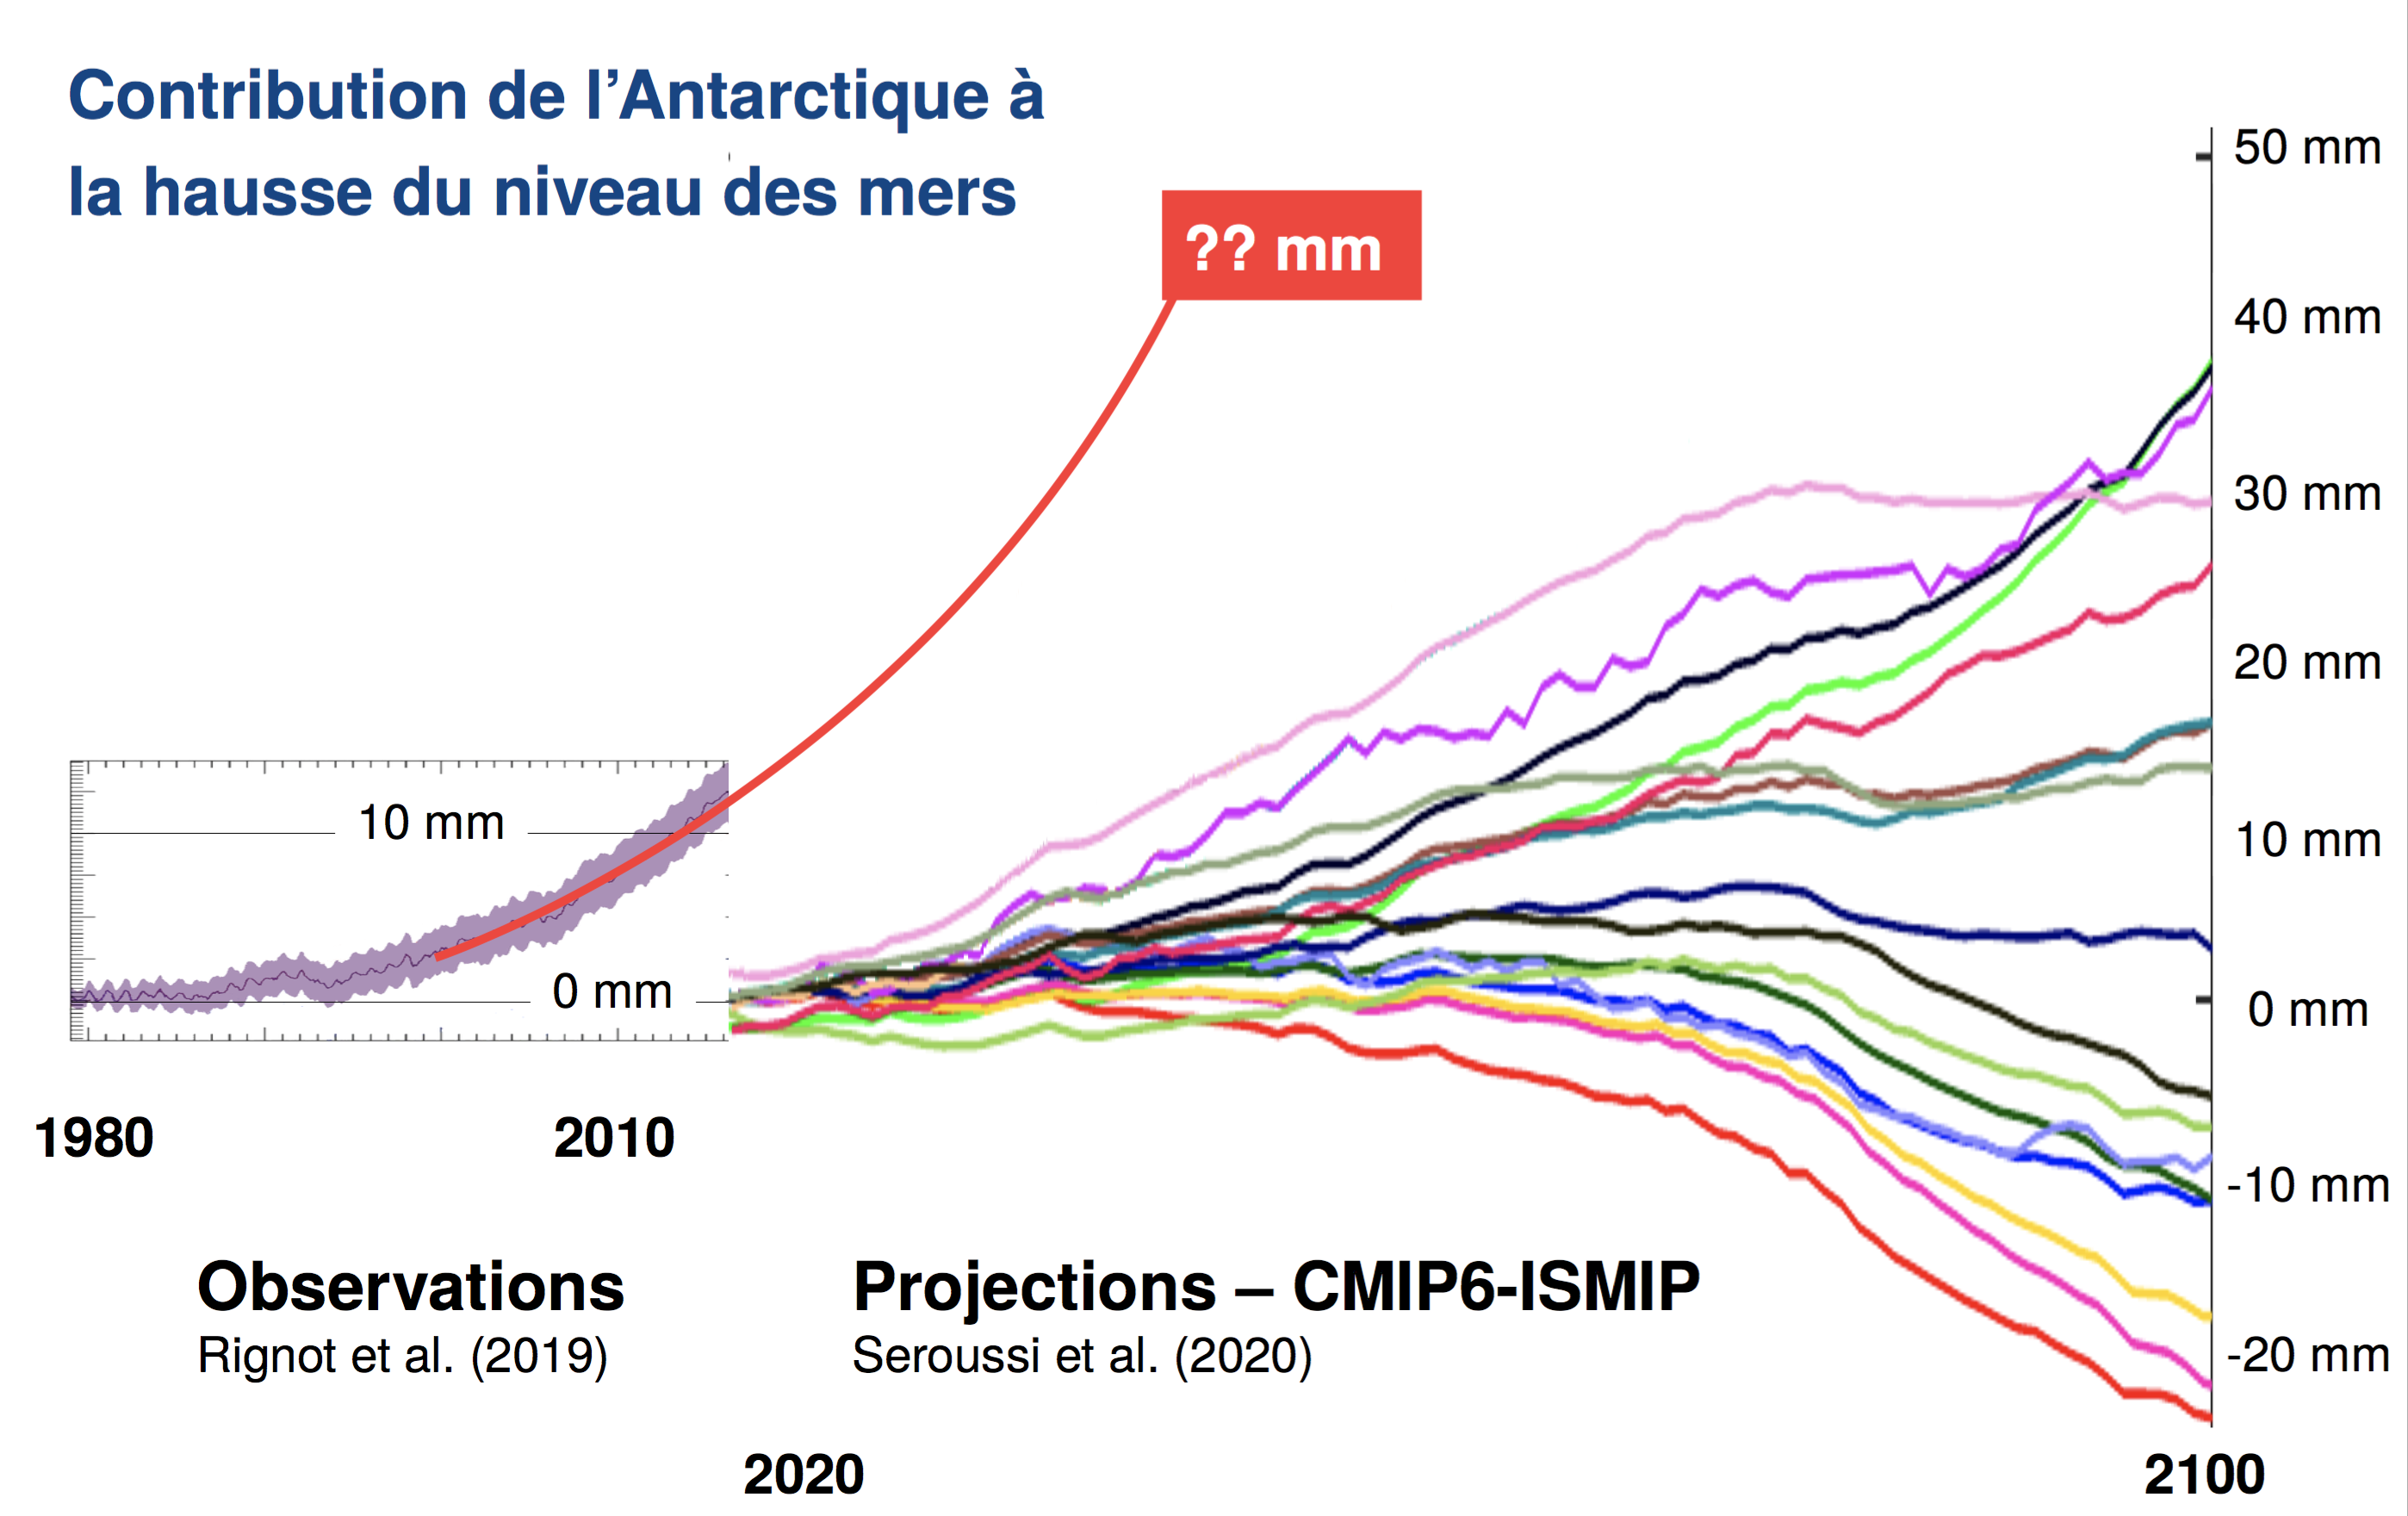 Contribution de l’Antarctique à
la hausse du niveau des mers
?? mm
50 mm
40 mm
30 mm
20 mm
10 mm
0 mm
-10 mm
-20 mm
10 mm
0 mm
1980
2010
Observations
Rignot et al. (2019)
Projections – CMIP6-ISMIP
Seroussi et al. (2020)
2020
2100